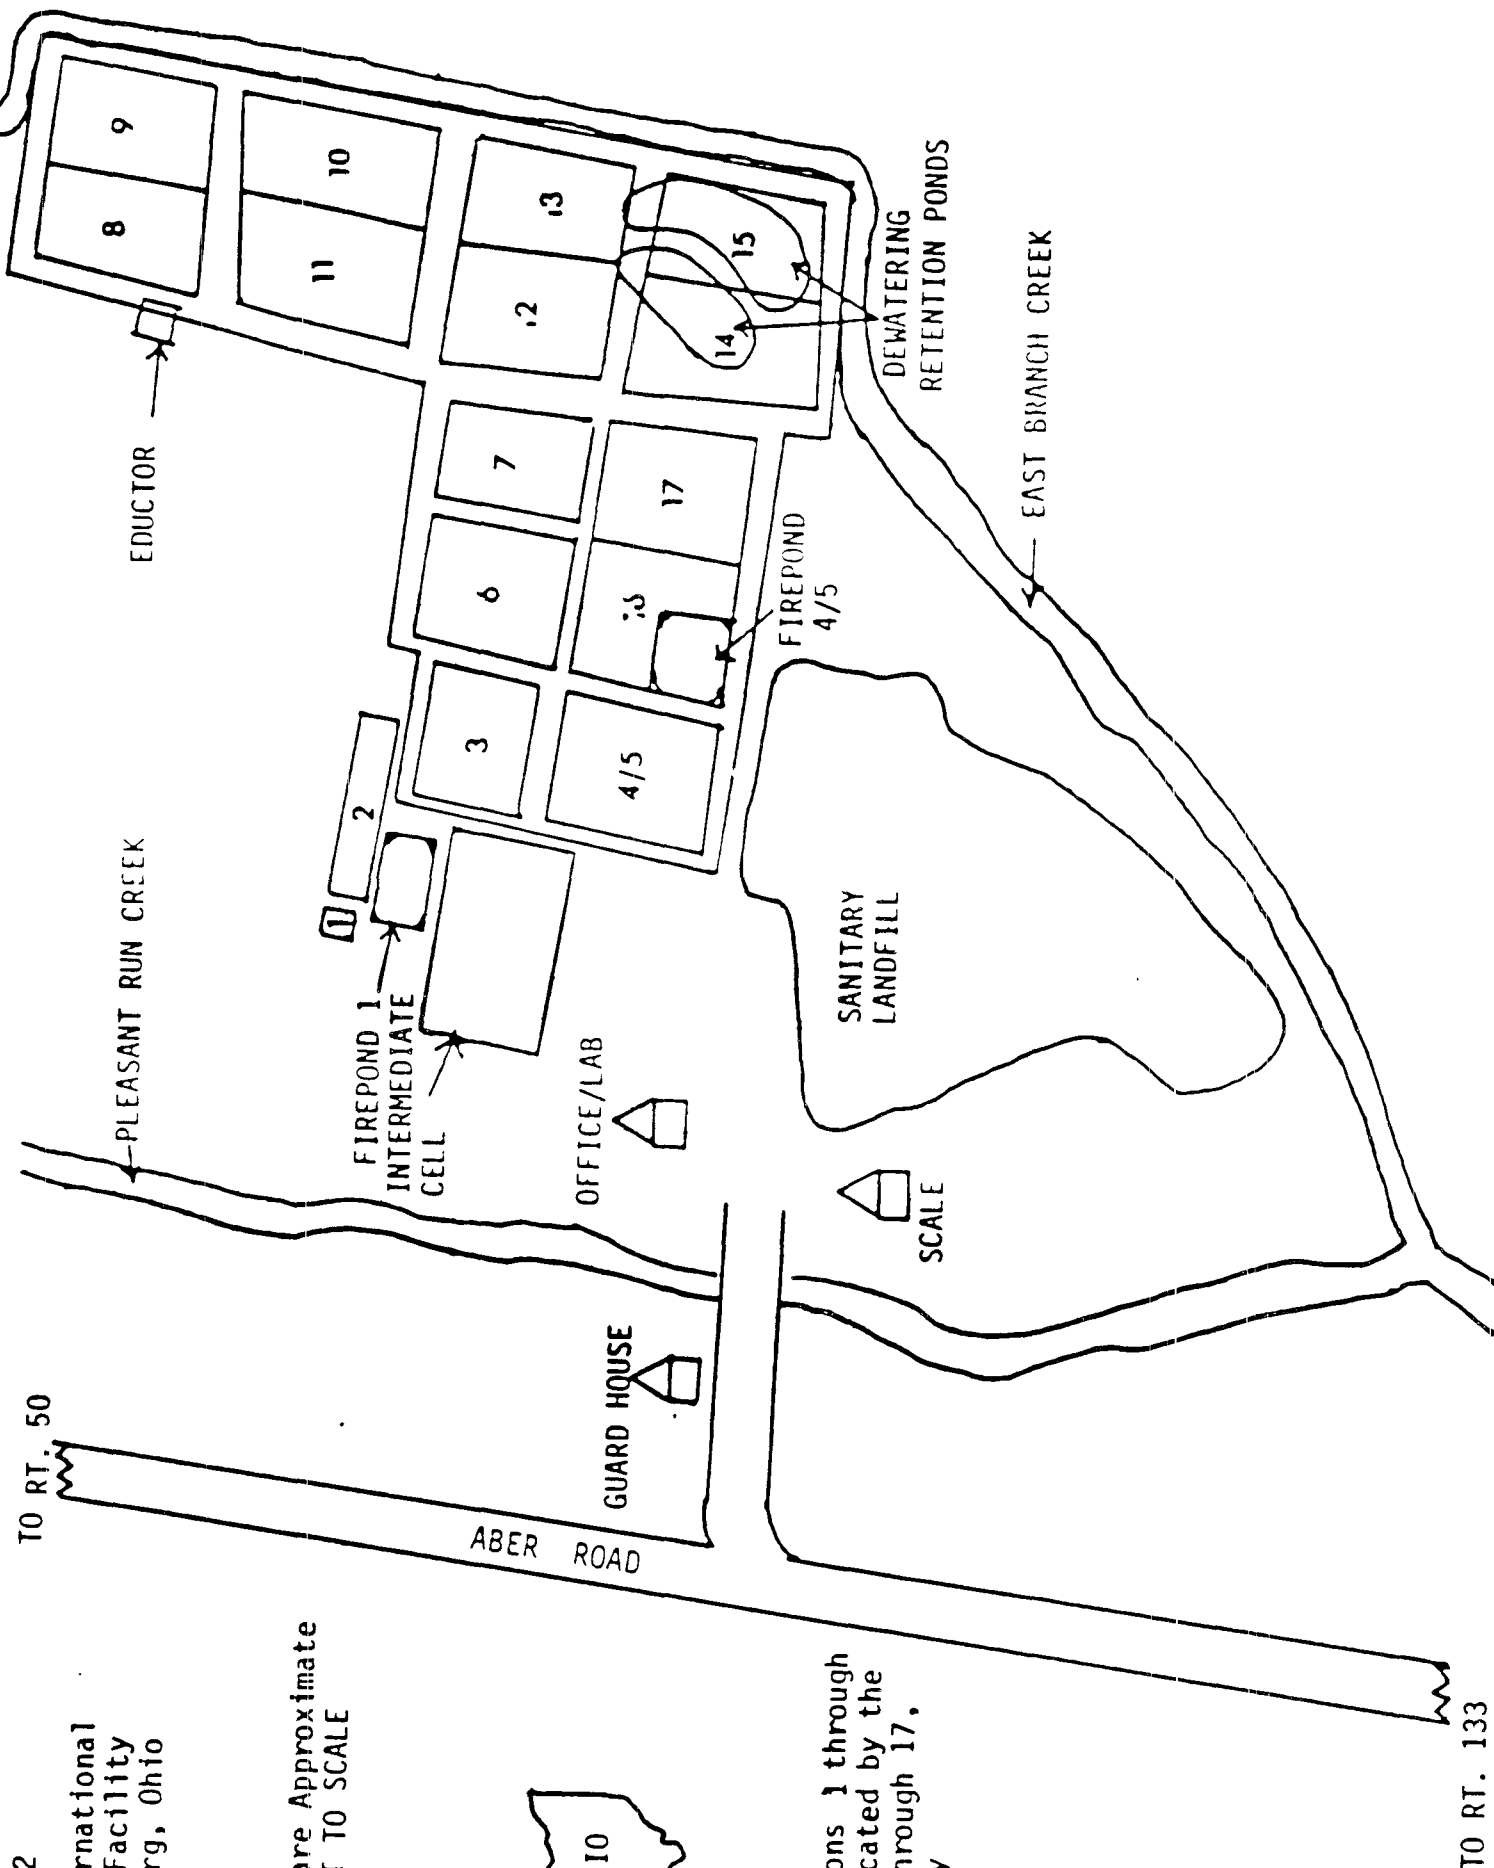 2
rnational
Facility
rg, Ohio
are Approximate
TO SCALE
IO
ons 1 through
cated by the
hrough 17,
TO RT. 50
TO RT. 133
ABER ROAD
GUARD HOUSE
SCALE
OFFICE/LAB
PLEASANT RUN CREEK
FIREPOND 1
INTERMEDIATE
CELL
SANITARY
LANDFILL
1
2
3
4/5
6
7
17
FIREPOND
4/5
EDUCTOR
8
9
11
10
12
13
14
15
DEWATERING
RETENTION PONDS
EAST BRANCH CREEK